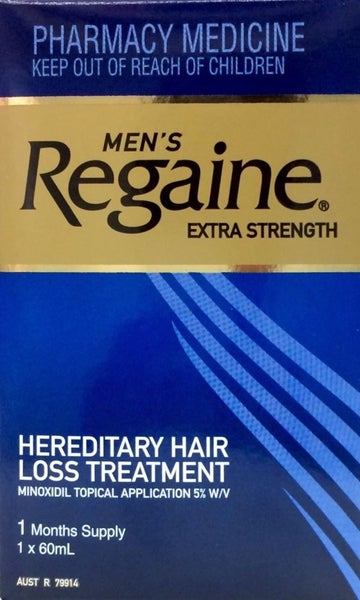 PHARMACY MEDICINE
KEEP OUT OF REACH OF CHILDREN
MEN'S
Regaine®
EXTRA STRENGTH
HEREDITARY HAIR
LOSS TREATMENT
MINOXIDIL TOPICAL APPLICATION 5% W/V
1 Months Supply
1 x 60mL
AUST R 79914